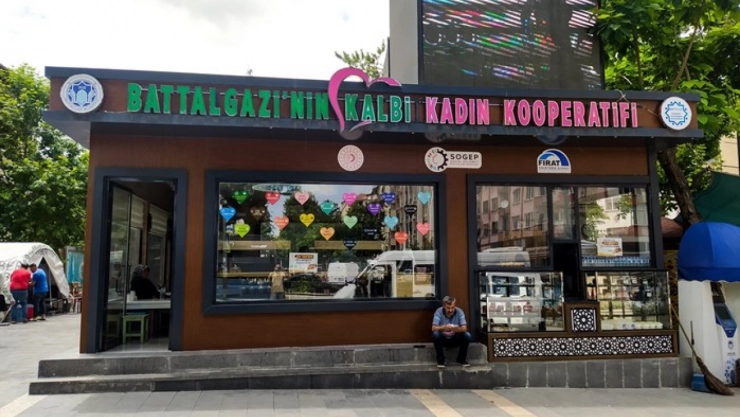 BATTALGAZİ'NİN KALBİ KADIN KOOPERATİFİ
SOGEP
FIRAT